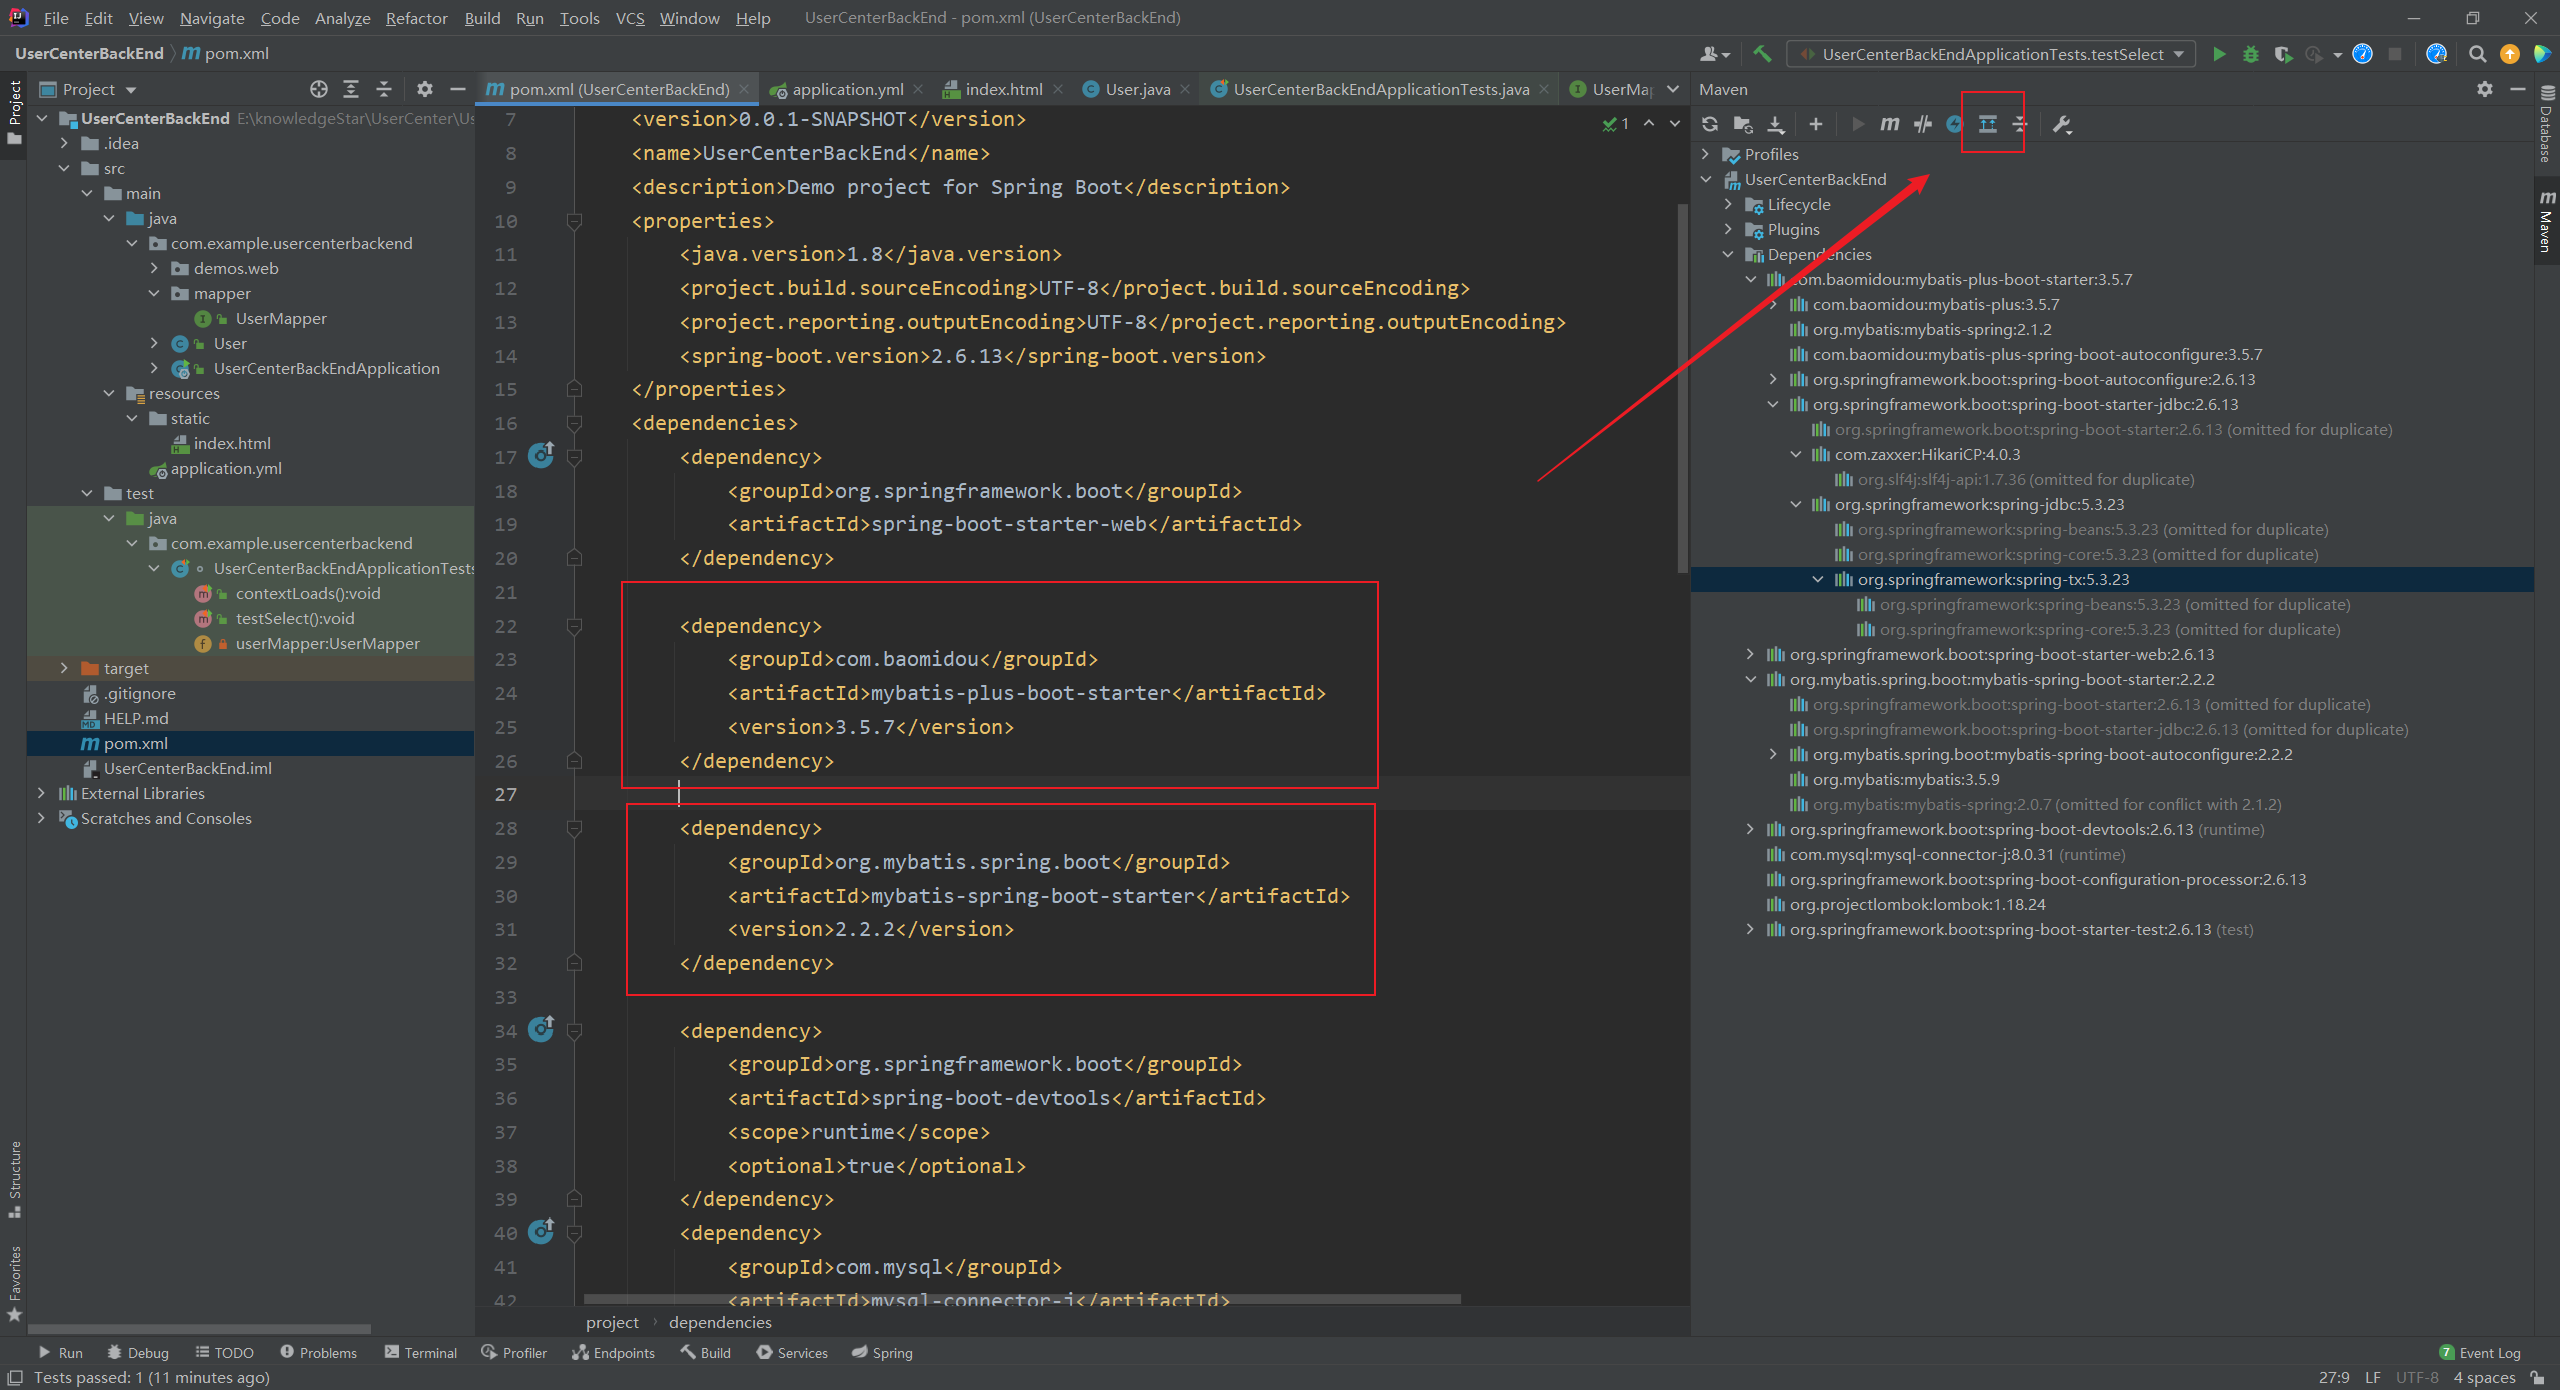 File Edit View Navigate Code Analyze Refactor Build Run Tools VCS Window Help UserCenterBackEnd - pom.xml (UserCenterBackEnd)
UserCenterBackEnd pom.xml
UserCenterBackEndApplicationTests.testSelect
Project
Project
UserCenterBackEnd E:\knowledgeStar\UserCenter\Us
.idea
src
main
java
com.example.usercenterbackend
demos.web
mapper
UserMapper
User
UserCenterBackEndApplication
resources
static
index.html
application.yml
test
java
com.example.usercenterbackend
UserCenterBackEndApplicationTests
contextLoads():void
testSelect():void
userMapper:UserMapper
target
.gitignore
HELP.md
pom.xml
UserCenterBackEnd.iml
External Libraries
Scratches and Consoles
Structure
Favorites
pom.xml (UserCenterBackEnd) application.yml index.html User.java UserCenterBackEndApplicationTests.java UserMa
1
7 <version>0.0.1-SNAPSHOT</version>
8 <name>UserCenterBackEnd</name>
9 <description>Demo project for Spring Boot</description>
10 <properties>
11 <java.version>1.8</java.version>
12 <project.build.sourceEncoding>UTF-8</project.build.sourceEncoding>
13 <project.reporting.outputEncoding>UTF-8</project.reporting.outputEncoding>
14 <spring-boot.version>2.6.13</spring-boot.version>
15 </properties>
16 <dependencies>
17 <dependency>
18 <groupId>org.springframework.boot</groupId>
19 <artifactId>spring-boot-starter-web</artifactId>
20 </dependency>
21
22 <dependency>
23 <groupId>com.baomidou</groupId>
24 <artifactId>mybatis-plus-boot-starter</artifactId>
25 <version>3.5.7</version>
26 </dependency>
27
28 <dependency>
29 <groupId>org.mybatis.spring.boot</groupId>
30 <artifactId>mybatis-spring-boot-starter</artifactId>
31 <version>2.2.2</version>
32 </dependency>
33
34 <dependency>
35 <groupId>org.springframework.boot</groupId>
36 <artifactId>spring-boot-devtools</artifactId>
37 <scope>runtime</scope>
38 <optional>true</optional>
39 </dependency>
40 <dependency>
41 <groupId>com.mysql</groupId>
42 <artifactId>mysql-connector-j</artifactId>
project dependencies
Maven
Profiles
UserCenterBackEnd
Lifecycle
Plugins
Dependencies
com.baomidou:mybatis-plus-boot-starter:3.5.7
com.baomidou:mybatis-plus:3.5.7
org.mybatis:mybatis-spring:2.1.2
com.baomidou:mybatis-plus-spring-boot-autoconfigure:3.5.7
org.springframework.boot:spring-boot-autoconfigure:2.6.13
org.springframework.boot:spring-boot-starter-jdbc:2.6.13
org.springframework.boot:spring-boot-starter:2.6.13 (omitted for duplicate)
com.zaxxer:HikariCP:4.0.3
org.slf4j:slf4j-api:1.7.36 (omitted for duplicate)
org.springframework:spring-jdbc:5.3.23
org.springframework:spring-beans:5.3.23 (omitted for duplicate)
org.springframework:spring-core:5.3.23 (omitted for duplicate)
org.springframework:spring-tx:5.3.23
org.springframework:spring-beans:5.3.23 (omitted for duplicate)
org.springframework:spring-core:5.3.23 (omitted for duplicate)
org.springframework.boot:spring-boot-starter-web:2.6.13
org.mybatis.spring.boot:mybatis-spring-boot-starter:2.2.2
org.springframework.boot:spring-boot-starter:2.6.13 (omitted for duplicate)
org.springframework.boot:spring-boot-starter-jdbc:2.6.13 (omitted for duplicate)
org.mybatis.spring.boot:mybatis-spring-boot-autoconfigure:2.2.2
org.mybatis:mybatis:3.5.9
org.mybatis:mybatis-spring:2.0.7 (omitted for conflict with 2.1.2)
org.springframework.boot:spring-boot-devtools:2.6.13 (runtime)
com.mysql:mysql-connector-j:8.0.31 (runtime)
org.springframework.boot:spring-boot-configuration-processor:2.6.13
org.projectlombok:lombok:1.18.24
org.springframework.boot:spring-boot-starter-test:2.6.13 (test)
Database
Maven
Run Debug TODO Problems Terminal Profiler Endpoints Build Services Spring 7 Event Log
Tests passed: 1 (11 minutes ago) 27:9 LF UTF-8 4 spaces